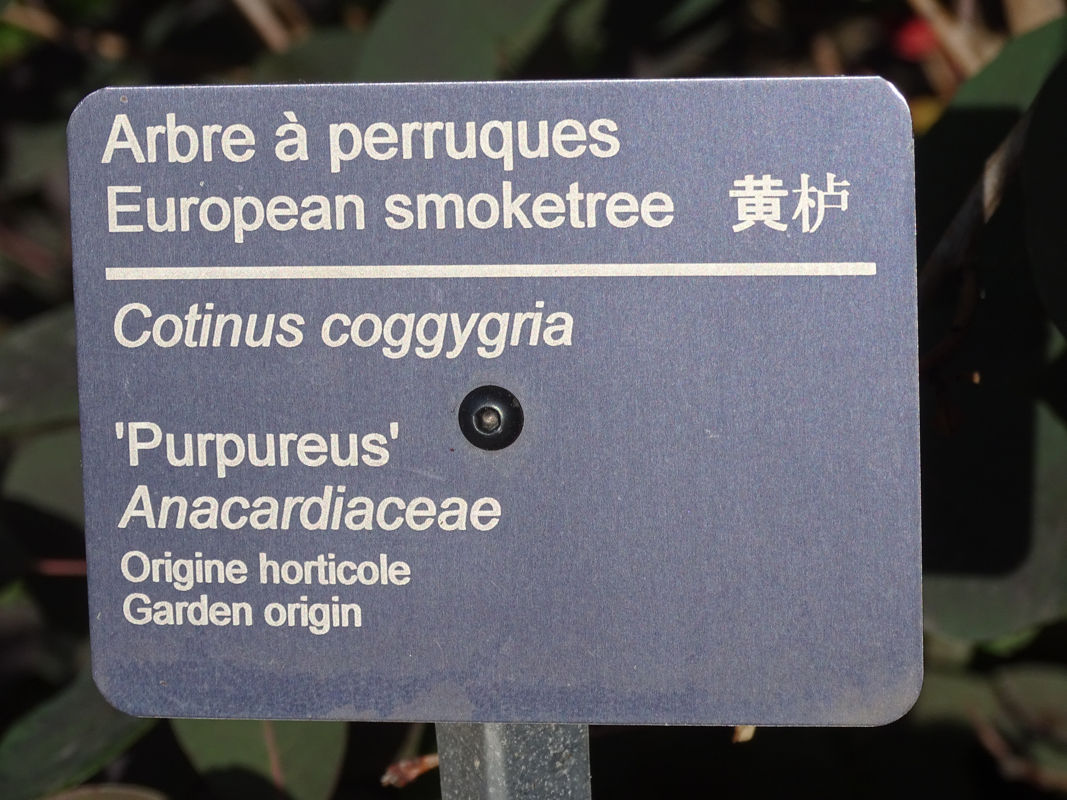 Arbre à perruques
European smoketree 黄栌
Cotinus coggygria
'Purpureus'
Anacardiaceae
Origine horticole
Garden origin